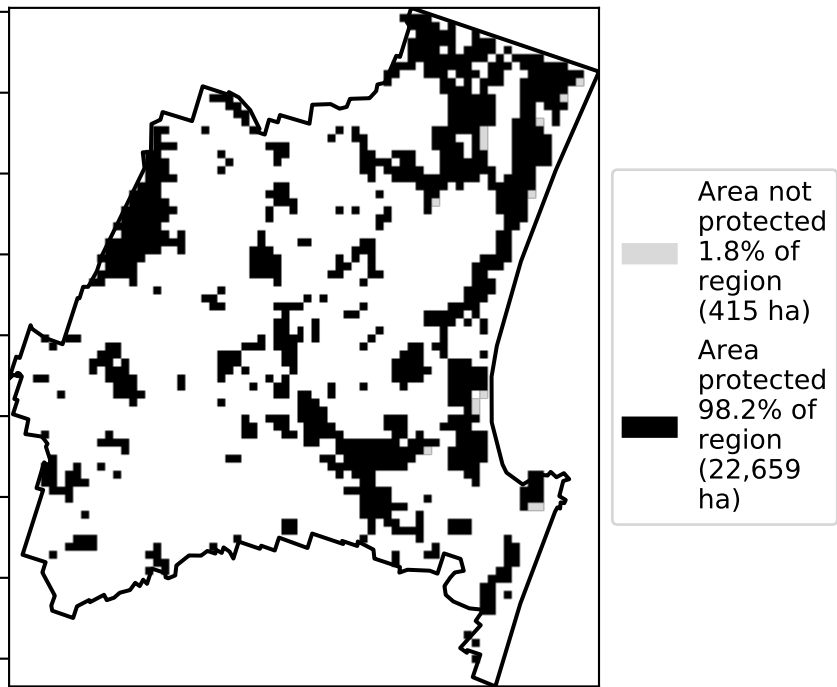 Area not
protected
1.8% of
region
(415 ha)
Area
protected
98.2% of
region
(22,659
ha)